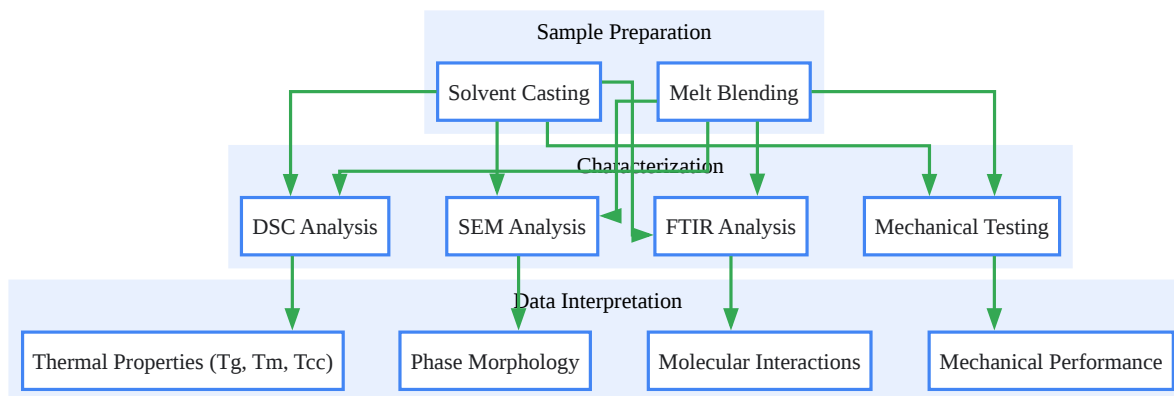 Sample Preparation
Solvent Casting
Melt Blending
Characterization
DSC Analysis
SEM Analysis
FTIR Analysis
Mechanical Testing
Data Interpretation
Thermal Properties (Tg, Tm, Tcc)
Phase Morphology
Molecular Interactions
Mechanical Performance